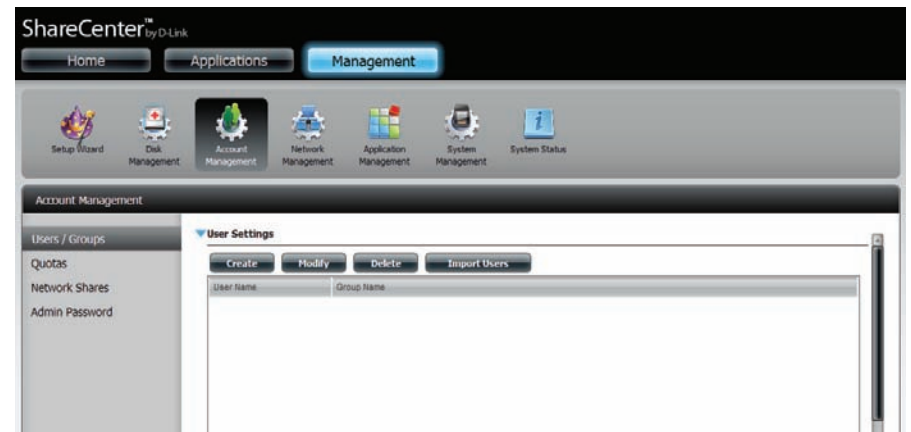 ShareCenter™ by D-Link
Home Applications Management
Setup Wizard Disk Management Account Management Network Management Application Management System Management System Status
Account Management
Users / Groups
Quotas
Network Shares
Admin Password
User Settings
Create Modify Delete Import Users
User Name Group Name